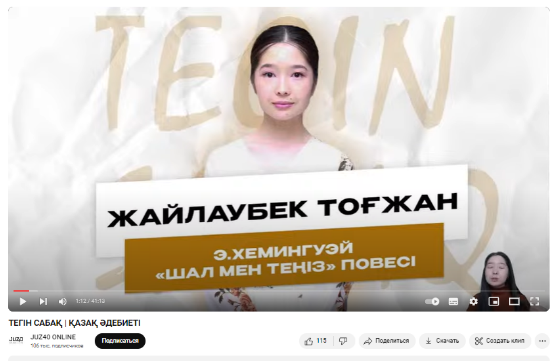 TEGIN
ЖАЙЛАУБЕК ТОҒЖАН
Э.ХЕМИНГУЭЙ
«ШАЛ МЕН ТЕҢІЗ» ПОВЕСІ
1:12 / 41:12
ТЕГІН САБАҚ | ҚАЗАҚ ӘДЕБИЕТІ
JUZ40 ONLINE
106 тыс. подписчиков
Подписаться
115
Поделиться
Скачать
Создать клип